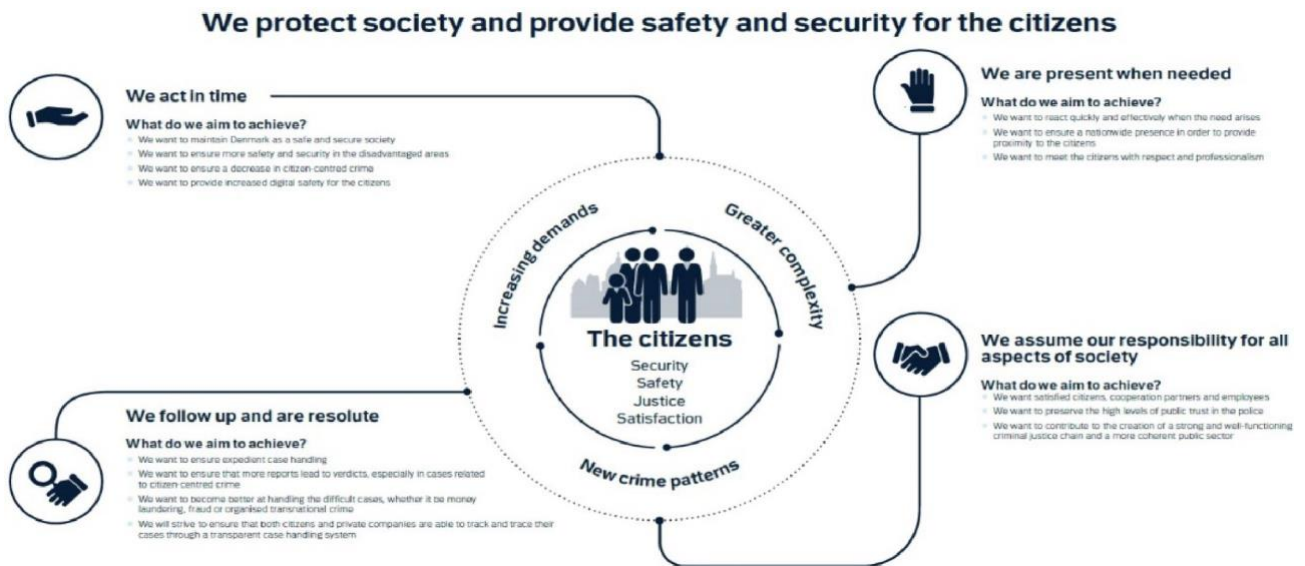 We protect society and provide safety and security for the citizens
We act in time
What do we aim to achieve?
We want to maintain Denmark as a safe and secure society
We want to ensure more safety and security in the disadvantaged areas
We want to ensure a decrease in citizen-centred crime
We want to provide increased digital safety for the citizens
We are present when needed
What do we aim to achieve?
We want to react quickly and effectively when the need arises
We want to ensure a nationwide presence in order to provide
proximity to the citizens
We want to meet the citizens with respect and professionalism
Increasing demands
Greater complexity
New crime patterns
The citizens
Security
Safety
Justice
Satisfaction
We follow up and are resolute
What do we aim to achieve?
We want to ensure expedient case handling
We want to ensure that more reports lead to verdicts, especially in cases related
to citizen-centred crime
We want to become better at handling the difficult cases, whether it be money
laundering, fraud or organised transnational crime
We will strive to ensure that both citizens and private companies are able to track and trace their
cases through a transparent case handling system
We assume our responsibility for all
aspects of society
What do we aim to achieve?
We want satisfied citizens, cooperation partners and employees
We want to preserve the high levels of public trust in the police
We want to contribute to the creation of a strong and well-functioning
criminal justice chain and a more coherent public sector